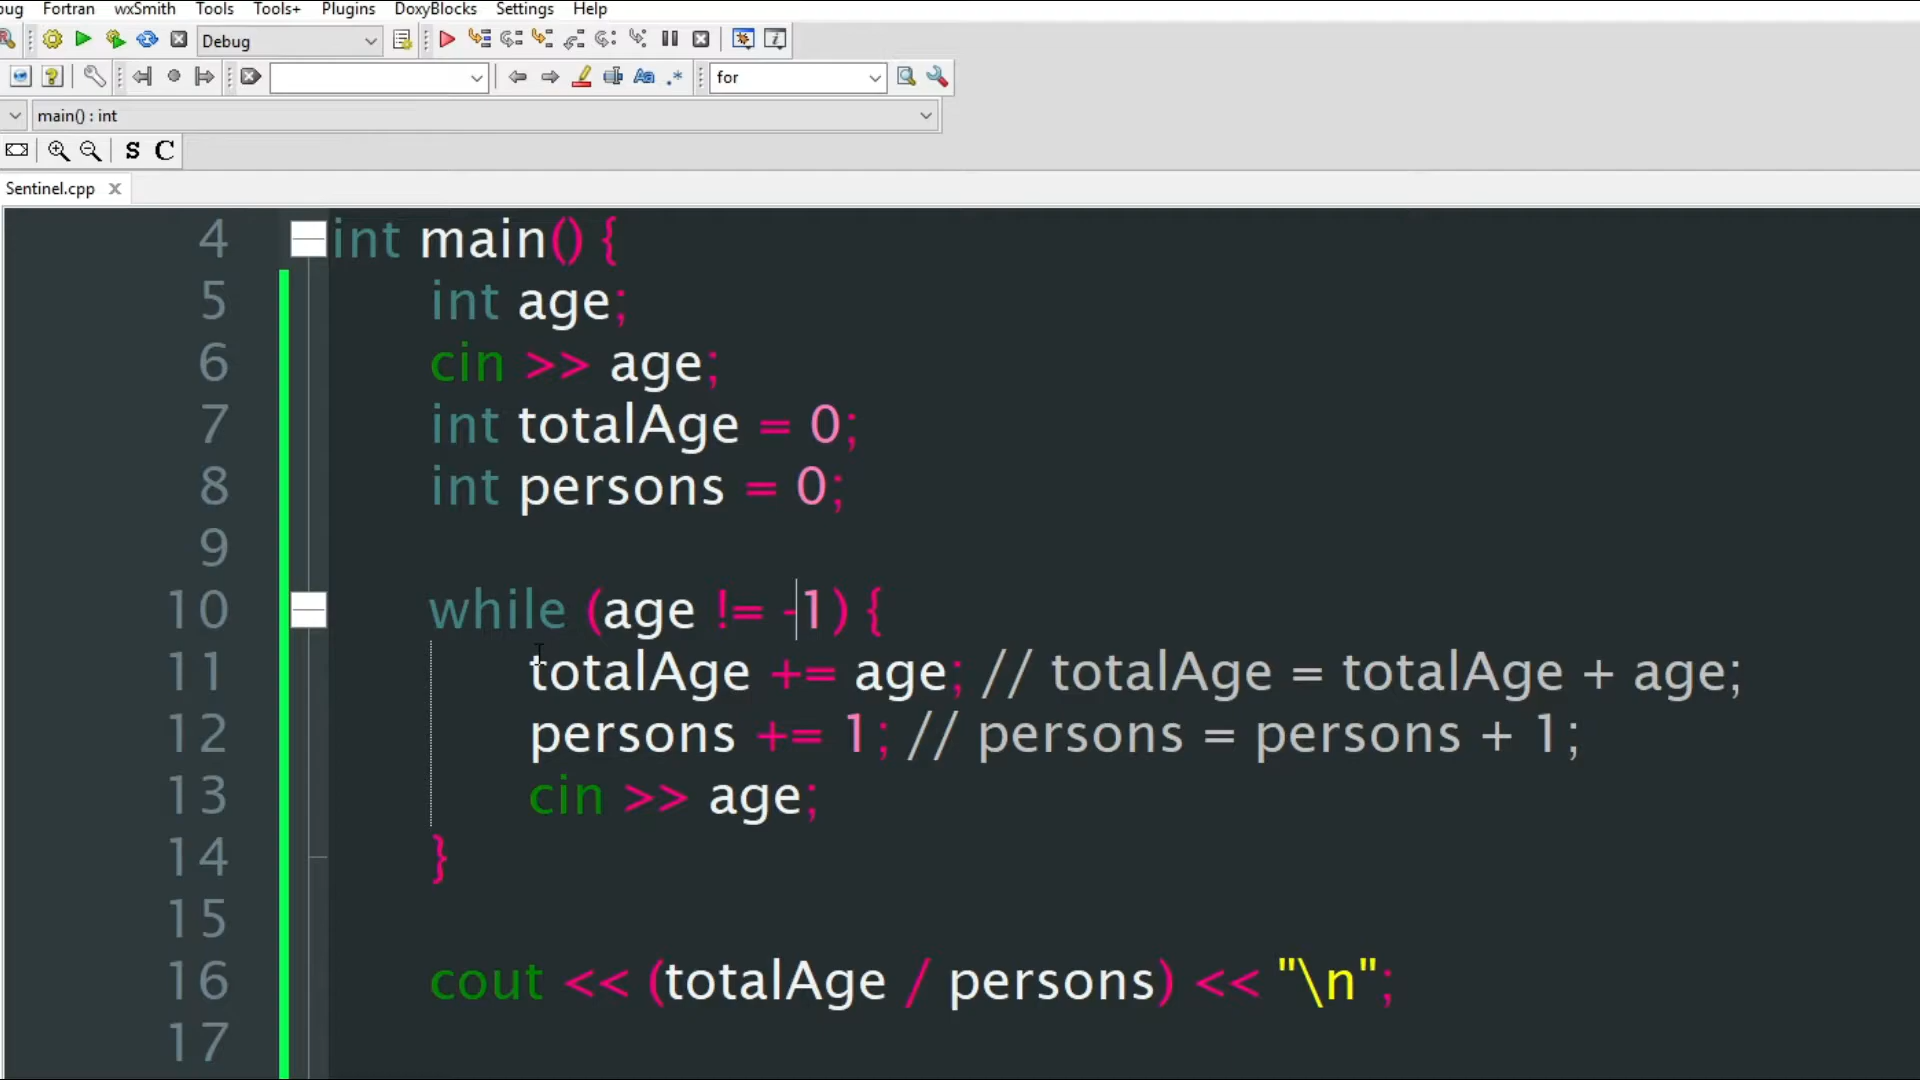 bug Fortran wxSmith Tools Tools+ Plugins DoxyBlocks Settings Help
Debug
for
main() : int
S C
Sentinel.cpp
4 int main() {
5 int age;
6 cin >> age;
7 int totalAge = 0;
8 int persons = 0;
9
10 while (age != -1) {
11 totalAge += age; // totalAge = totalAge + age;
12 persons += 1; // persons = persons + 1;
13 cin >> age;
14 }
15
16 cout << (totalAge / persons) << "\n";
17